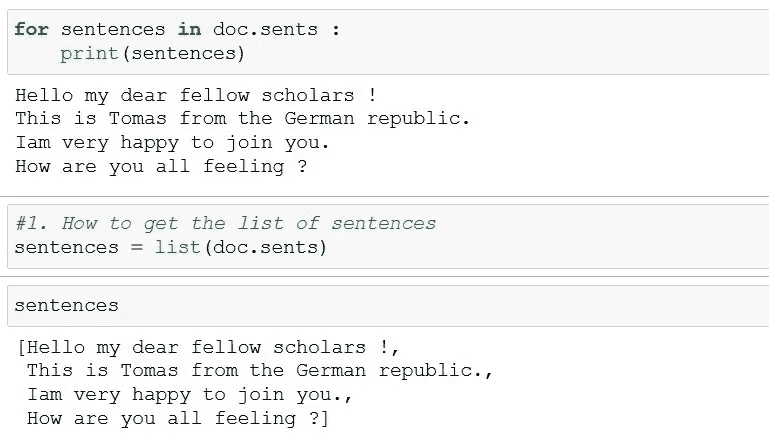 for sentences in doc.sents :
    print(sentences)
Hello my dear fellow scholars !
This is Tomas from the German republic.
Iam very happy to join you.
How are you all feeling ?
#1. How to get the list of sentences
sentences = list(doc.sents)
sentences
[Hello my dear fellow scholars !,
 This is Tomas from the German republic.,
 Iam very happy to join you.,
 How are you all feeling ?]